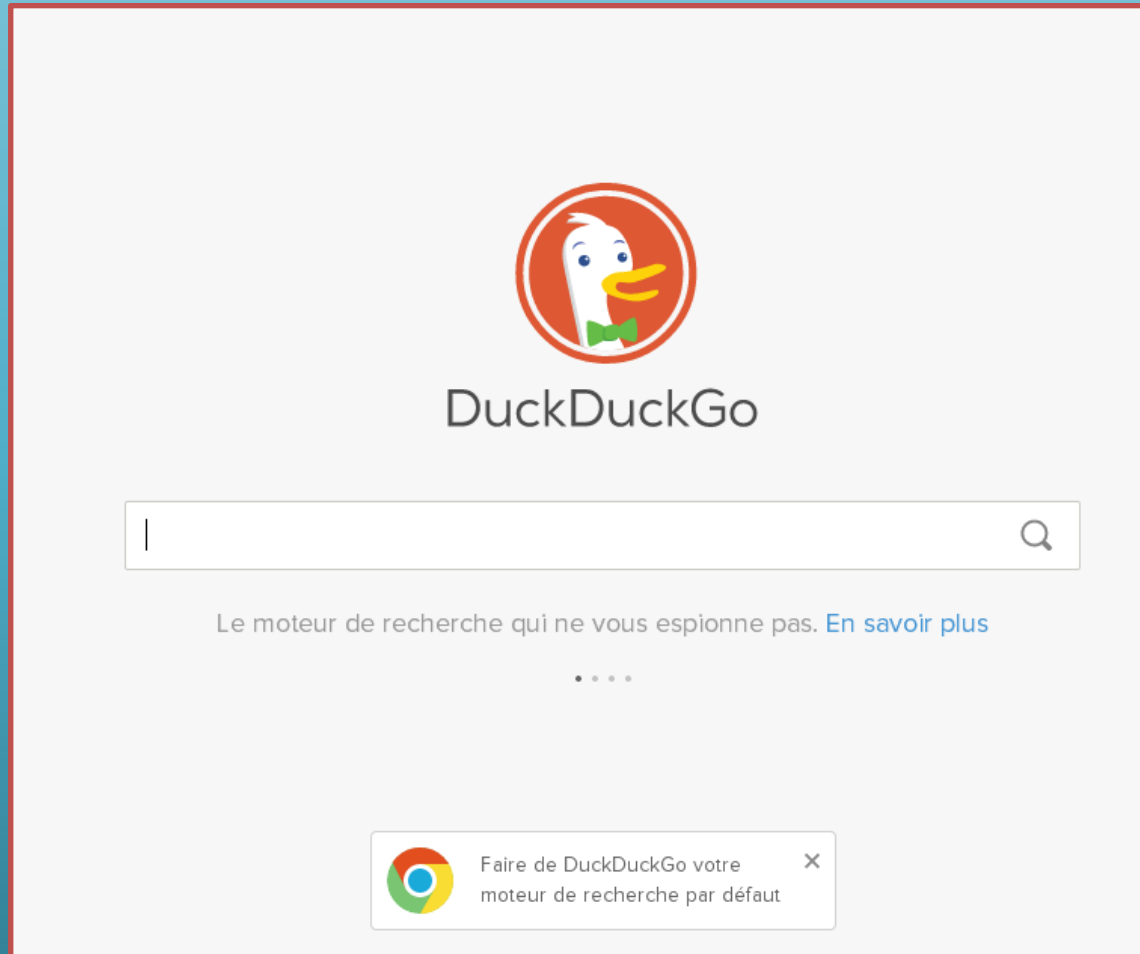 DuckDuckGo
Le moteur de recherche qui ne vous espionne pas. En savoir plus
Faire de DuckDuckGo votre
moteur de recherche par défaut